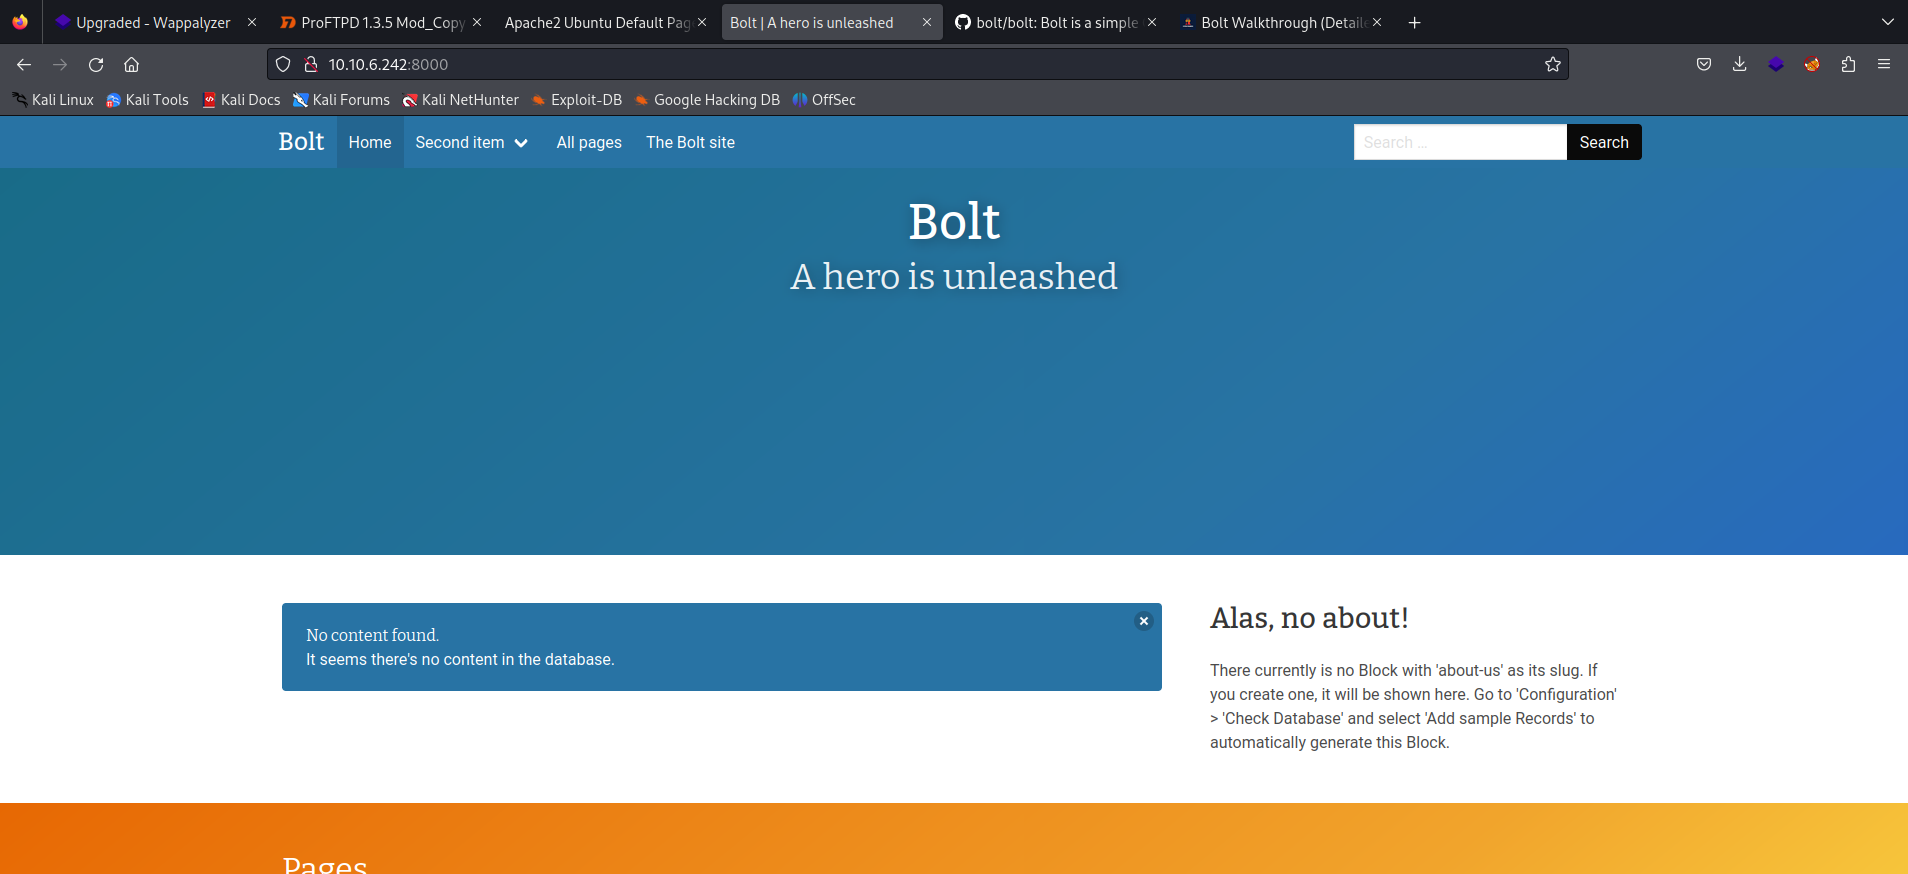 Upgraded - Wappalyzer
ProFTPD 1.3.5 Mod_Copy
Apache2 Ubuntu Default Pag
Bolt | A hero is unleashed
bolt/bolt: Bolt is a simple
Bolt Walkthrough (Detaile
10.10.6.242:8000
Kali Linux
Kali Tools
Kali Docs
Kali Forums
Kali NetHunter
Exploit-DB
Google Hacking DB
OffSec
Bolt
Home
Second item
All pages
The Bolt site
Search ...
Search
Bolt
A hero is unleashed
No content found.
It seems there's no content in the database.
Alas, no about!
There currently is no Block with 'about-us' as its slug. If
you create one, it will be shown here. Go to 'Configuration'
> 'Check Database' and select 'Add sample Records' to
automatically generate this Block.
Pages